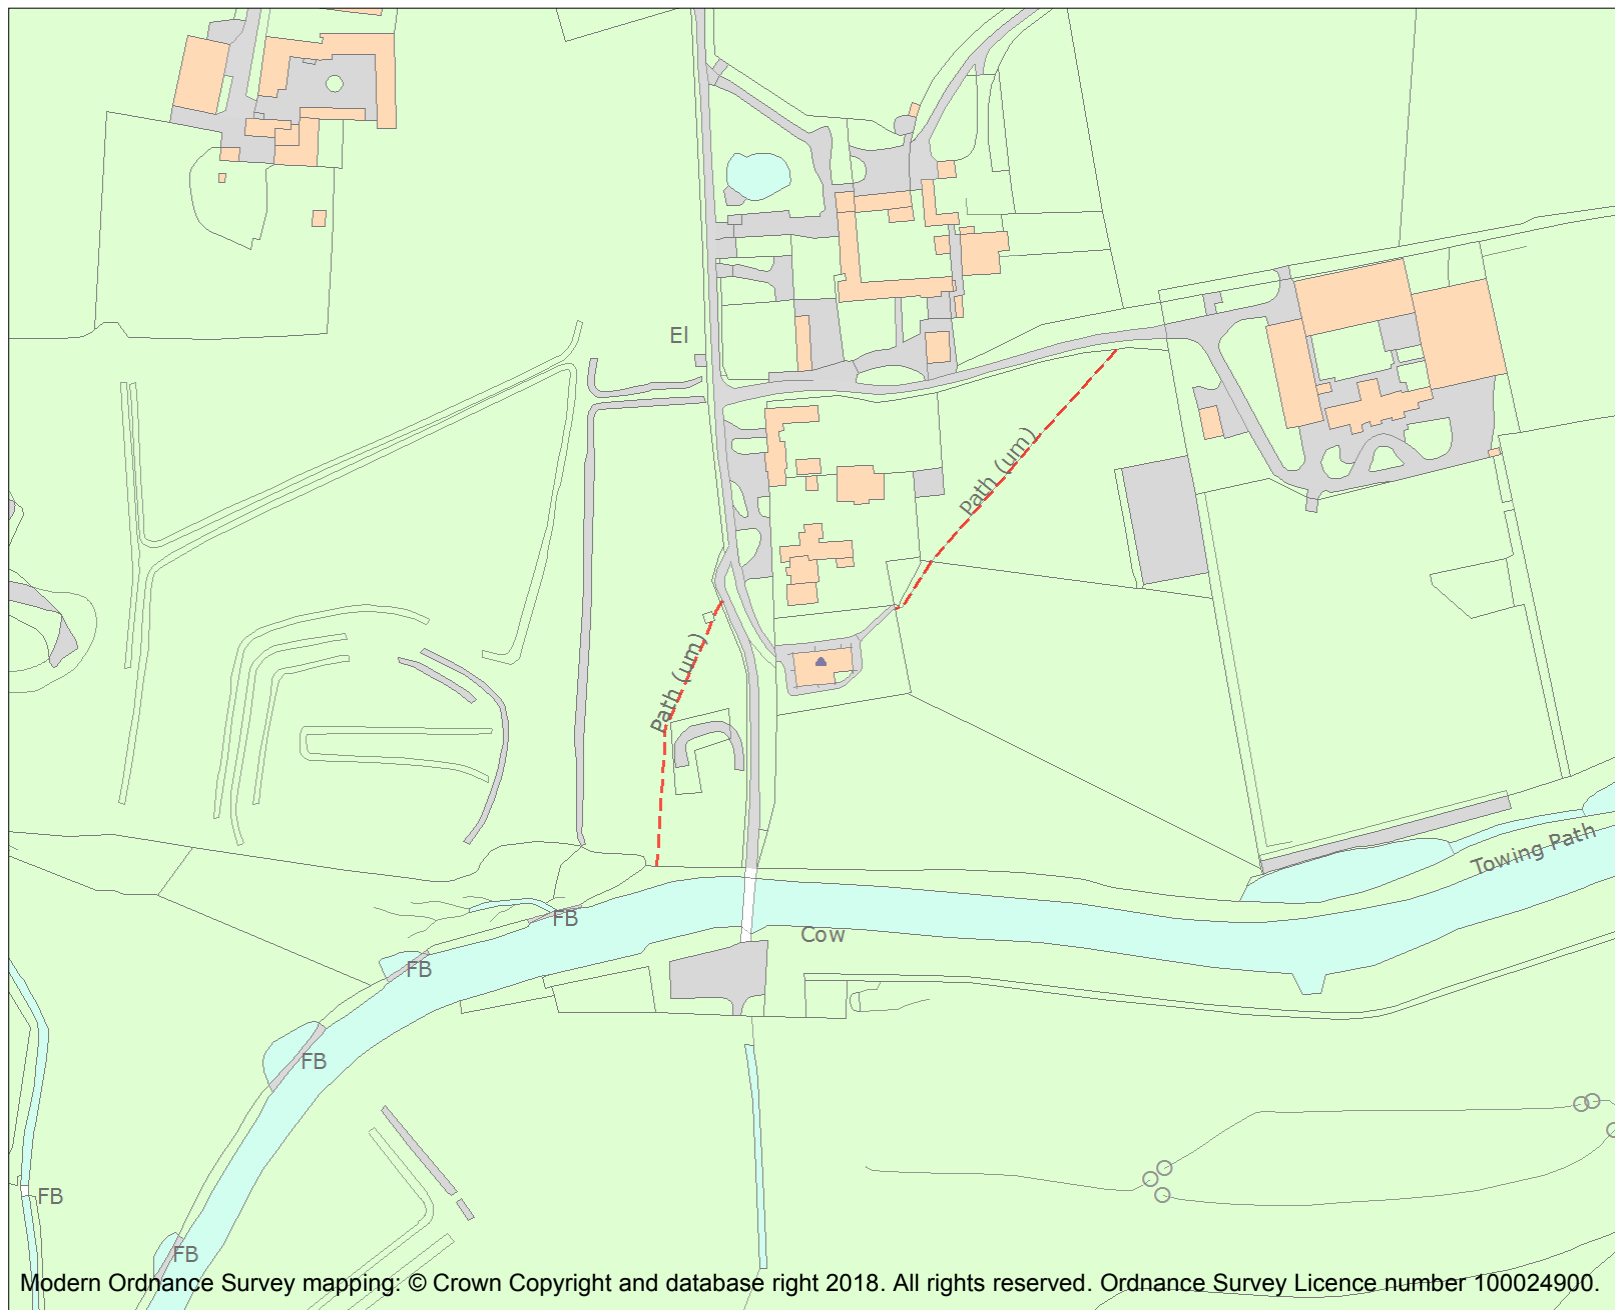 El
Path (um)
Path (um)
Towing Path
FB
Cow
FB
FB
FB
FB
Modern Ordnance Survey mapping: © Crown Copyright and database right 2018. All rights reserved. Ordnance Survey Licence number 100024900.